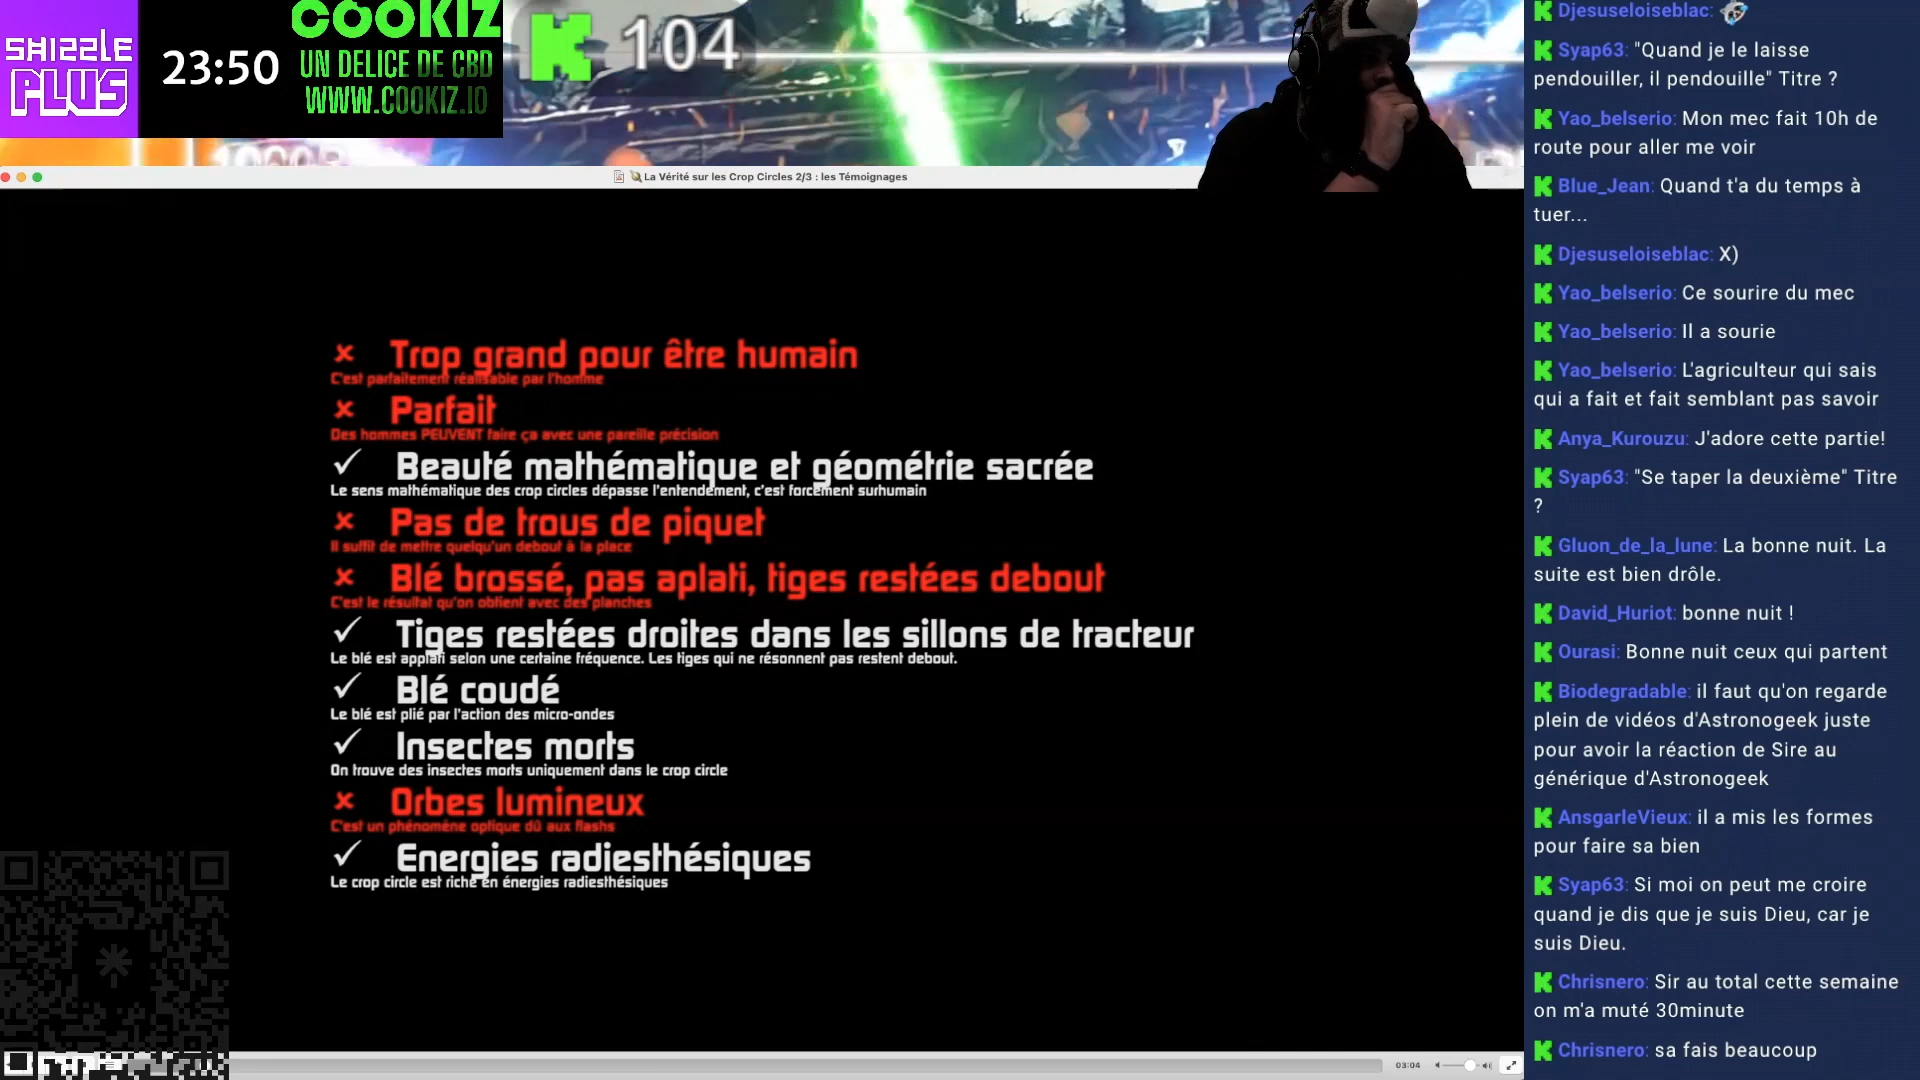 SHIZZLE
PLUS
23:50
COOKIZ
UN DELICE DE CBD
WWW.COOKIZ.IO
104
La Vérité sur les Crop Circles 2/3 : les Témoignages
Trop grand pour être humain
C'est parfaitement réalisable par l'homme
Parfait
Des hommes PEUVENT faire ça avec une pareille précision
Beauté mathématique et géométrie sacrée
Le sens mathématique des crop circles dépasse l'entendement, c'est forcément surhumain
Pas de trous de piquet
Il suffit de mettre quelqu'un debout à la place
Blé brossé, pas aplati, tiges restées debout
C'est le résultat qu'on obtient avec des planches
Tiges restées droites dans les sillons de tracteur
Le blé est applati selon une certaine fréquence. Les tiges qui ne résonnent pas restent debout.
Blé coudé
Le blé est plié par l'action des micro-ondes
Insectes morts
On trouve des insectes morts uniquement dans le crop circle
Orbes lumineux
C'est un phénomène optique dû aux flashs
Energies radiesthésiques
Le crop circle est riche en énergies radiesthésiques
03:04
Djesuseloiseblac:
Syap63: "Quand je le laisse
pendouiller, il pendouille" Titre ?
Yao_belserio: Mon mec fait 10h de
route pour aller me voir
Blue_Jean: Quand t'a du temps à
tuer...
Djesuseloiseblac: X)
Yao_belserio: Ce sourire du mec
Yao_belserio: Il a sourie
Yao_belserio: L'agriculteur qui sais
qui a fait et fait semblant pas savoir
Anya_Kurouzu: J'adore cette partie!
Syap63: "Se taper la deuxième" Titre
?
Gluon_de_la_lune: La bonne nuit. La
suite est bien drôle.
David_Huriot: bonne nuit !
Ourasi: Bonne nuit ceux qui partent
Biodegradable: il faut qu'on regarde
plein de vidéos d'Astronogeek juste
pour avoir la réaction de Sire au
générique d'Astronogeek
AnsgarleVieux: il a mis les formes
pour faire sa bien
Syap63: Si moi on peut me croire
quand je dis que je suis Dieu, car je
suis Dieu.
Chrisnero: Sir au total cette semaine
on m'a muté 30minute
Chrisnero: sa fais beaucoup